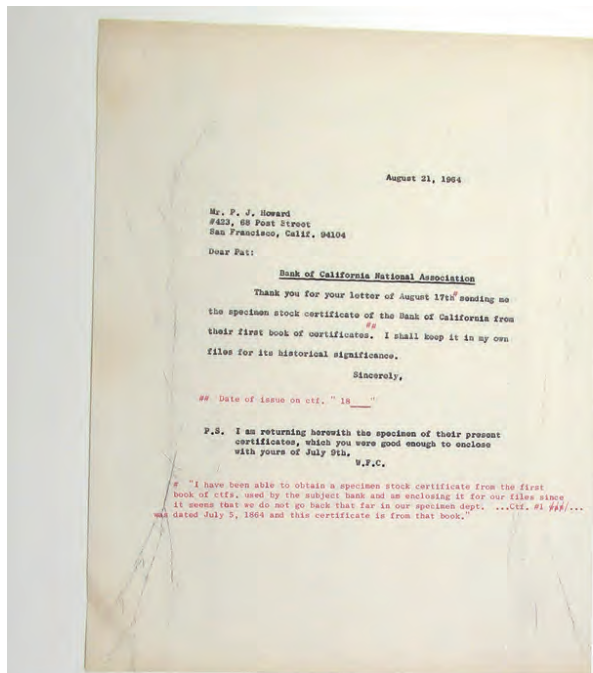 August 21, 1964
Mr. P. J. Howard
#423, 68 Post Street
San Francisco, Calif. 94104
Dear Pat:
Bank of California National Association
Thank you for your letter of August 17th# sending me
the specimen stock certificate of the Bank of California from
their first book of certificates.## I shall keep it in my own
files for its historical significance.
Sincerely,
## Date of issue on ctf. " 18___"
P.S. I am returning herewith the specimen of their present
certificates, which you were good enough to enclose
with yours of July 9th.
W.F.C.
# "I have been able to obtain a specimen stock certificate from the first
book of ctfs. used by the subject bank and am enclosing it for our files since
it seems that we do not go back that far in our specimen dept. ...Ctf. #1 ...
was dated July 5, 1864 and this certificate is from that book."